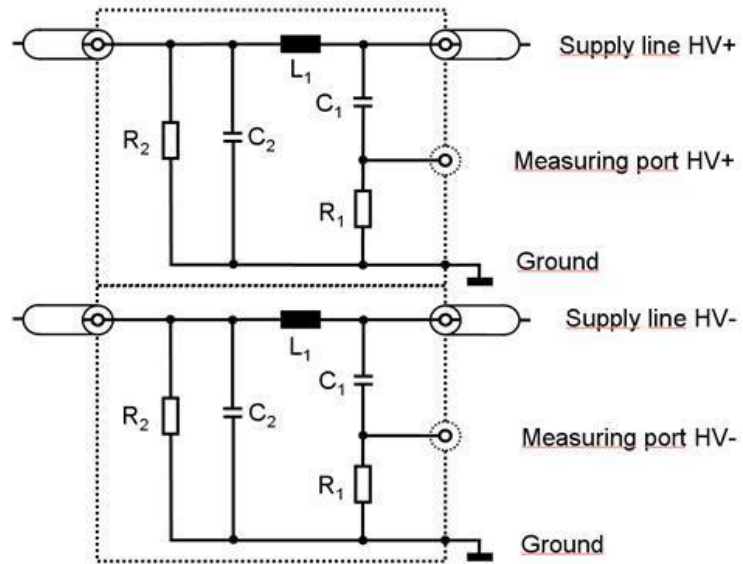 Supply line HV+
L₁
C₁
R₂
C₂
Measuring port HV+
R₁
Ground
Supply line HV-
L₁
C₁
R₂
C₂
Measuring port HV-
R₁
Ground